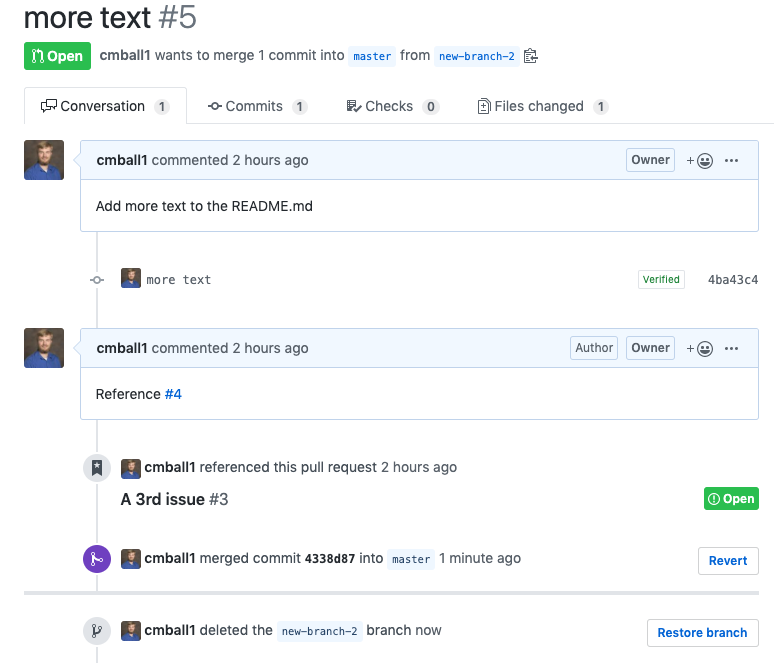 more text #5
Open cmball1 wants to merge 1 commit into master from new-branch-2
Conversation 1 Commits 1 Checks 0 Files changed 1
cmball1 commented 2 hours ago Owner
Add more text to the README.md
more text Verified 4ba43c4
cmball1 commented 2 hours ago Author Owner
Reference #4
cmball1 referenced this pull request 2 hours ago
A 3rd issue #3 Open
cmball1 merged commit 4338d87 into master 1 minute ago Revert
cmball1 deleted the new-branch-2 branch now Restore branch